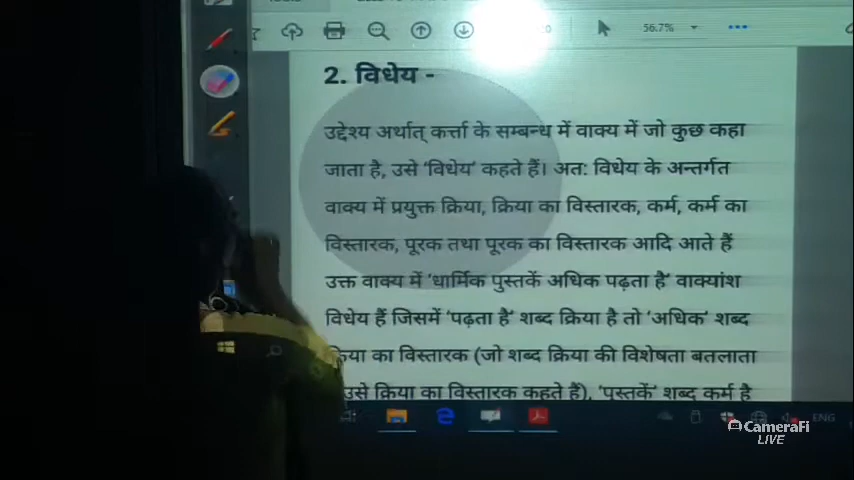 56.7%
2. विधेय -
उद्देश्य अर्थात् कर्त्ता के सम्बन्ध में वाक्य में जो कुछ कहा
जाता है, उसे 'विधेय' कहते हैं। अत: विधेय के अन्तर्गत
वाक्य में प्रयुक्त क्रिया, क्रिया का विस्तारक, कर्म, कर्म का
विस्तारक, पूरक तथा पूरक का विस्तारक आदि आते हैं
उक्त वाक्य में 'धार्मिक पुस्तकें अधिक पढ़ता है' वाक्यांश
विधेय हैं जिसमें 'पढ़ता है' शब्द क्रिया है तो 'अधिक' शब्द
का विस्तारक (जो शब्द क्रिया की विशेषता बतलाता
उसे क्रिया का विस्तारक कहते हैं), 'पुस्तकें' शब्द कर्म है
ENG
CameraFi
LIVE